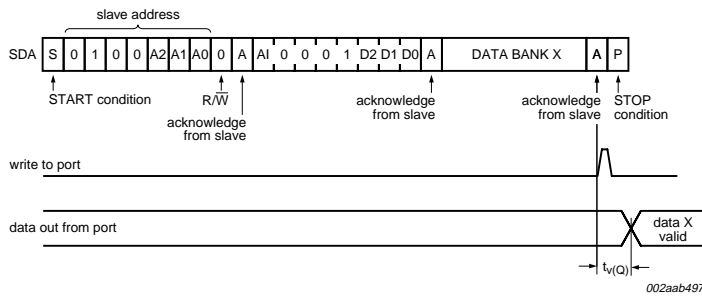 slave address
SDA S 0 1 0 0 A2 A1 A0 0 A AI 0 0 0 1 D2 D1 D0 A DATA BANK X A P
START condition
R/W
acknowledge
from slave
acknowledge
from slave
acknowledge
from slave
STOP
condition
write to port
data out from port
data X
valid
tv(Q)
002aab497